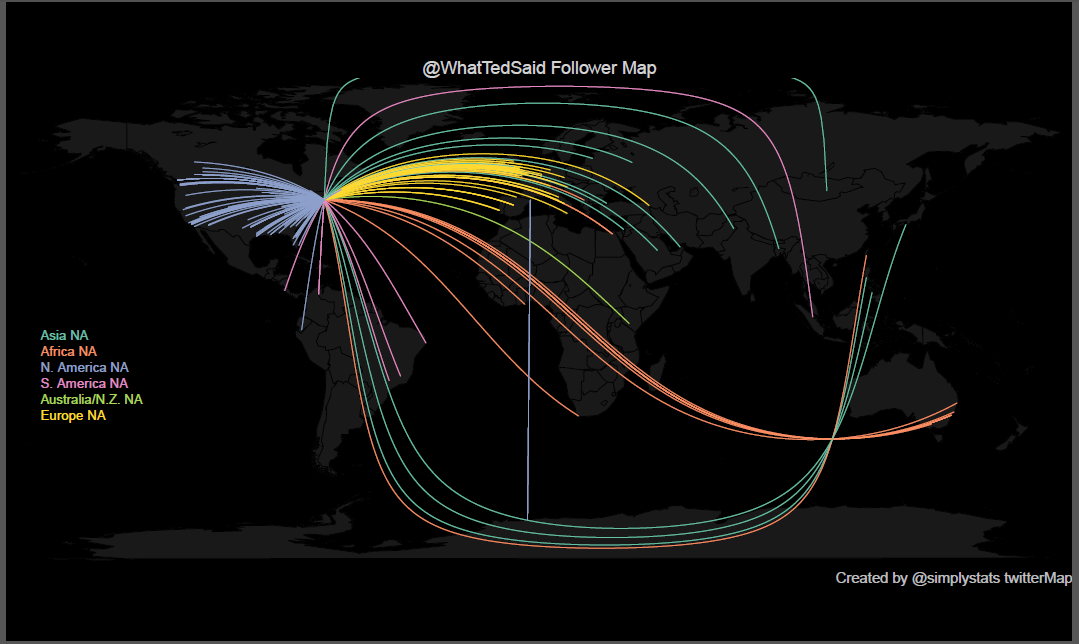 @WhatTedSaid Follower Map
Asia NA
Africa NA
N. America NA
S. America NA
Australia/N.Z. NA
Europe NA
Created by @simplystats twitterMap